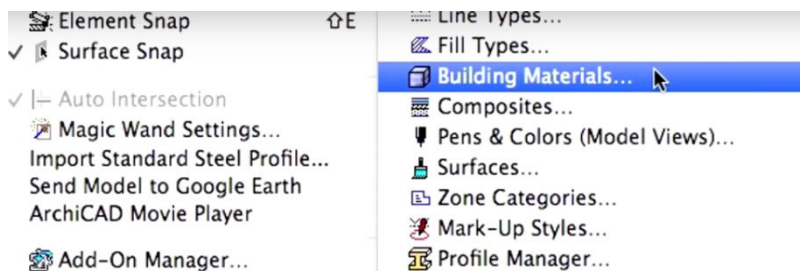 Element Snap ⇧E
✓ Surface Snap
✓ Auto Intersection
Magic Wand Settings...
Import Standard Steel Profile...
Send Model to Google Earth
ArchiCAD Movie Player
Add-On Manager...
Line Types...
Fill Types...
Building Materials...
Composites...
Pens & Colors (Model Views)...
Surfaces...
Zone Categories...
Mark-Up Styles...
Profile Manager...